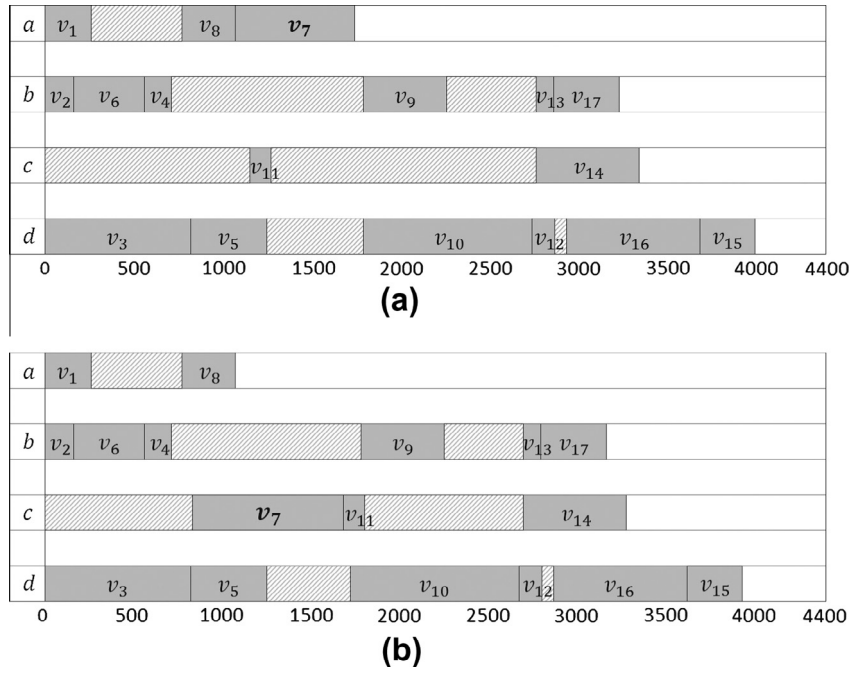 a v₁ v₈ v₇
b v₂ v₆ v₄ v₉ v₁₃ v₁₇
c v₁₁ v₁₄
d v₃ v₅ v₁₀ v₁₂ v₁₆ v₁₅
0 500 1000 1500 2000 2500 3000 3500 4000 4400
(a)
a v₁ v₈
b v₂ v₆ v₄ v₉ v₁₃ v₁₇
c v₇ v₁₁ v₁₄
d v₃ v₅ v₁₀ v₁₂ v₁₆ v₁₅
0 500 1000 1500 2000 2500 3000 3500 4000 4400
(b)